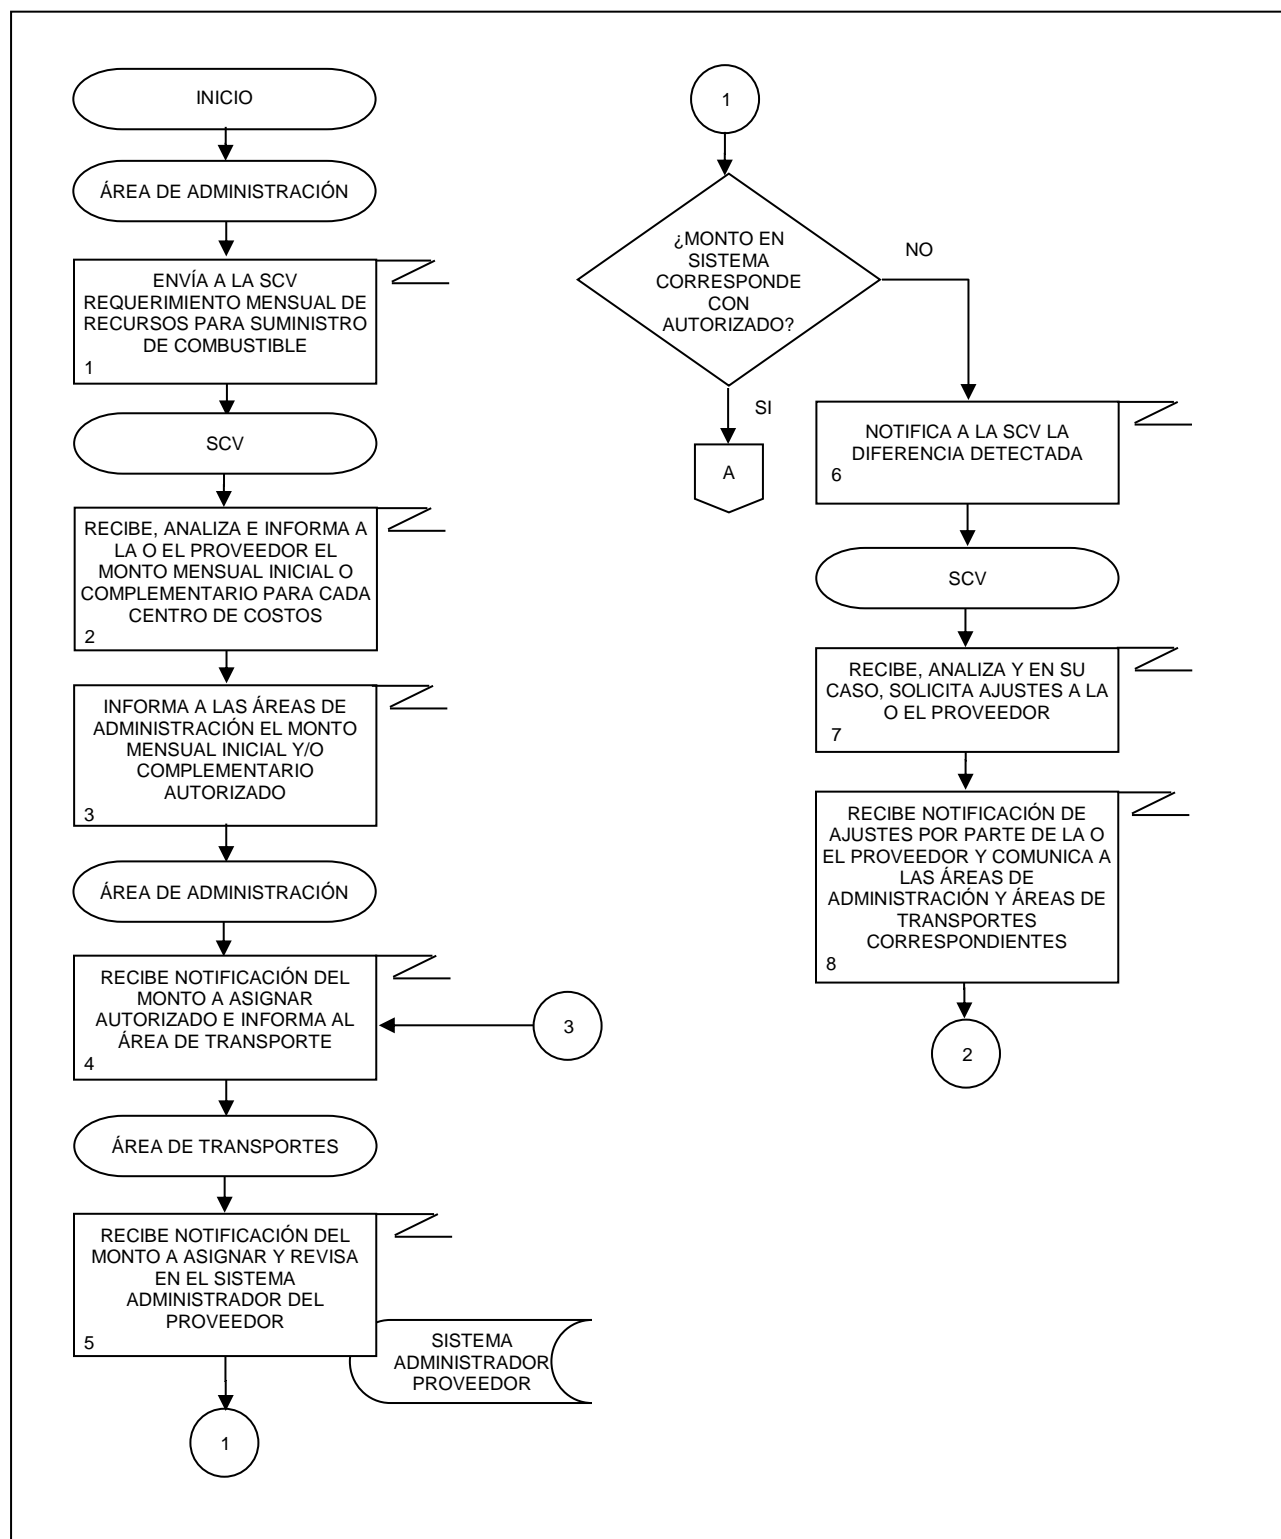 INICIO
ÁREA DE ADMINISTRACIÓN
ENVÍA A LA SCV
REQUERIMIENTO MENSUAL DE
RECURSOS PARA SUMINISTRO
DE COMBUSTIBLE
1
SCV
RECIBE, ANALIZA E INFORMA A
LA O EL PROVEEDOR EL
MONTO MENSUAL INICIAL O
COMPLEMENTARIO PARA CADA
CENTRO DE COSTOS
2
INFORMA A LAS ÁREAS DE
ADMINISTRACIÓN EL MONTO
MENSUAL INICIAL Y/O
COMPLEMENTARIO
AUTORIZADO
3
ÁREA DE ADMINISTRACIÓN
RECIBE NOTIFICACIÓN DEL
MONTO A ASIGNAR
AUTORIZADO E INFORMA AL
ÁREA DE TRANSPORTE
4
3
ÁREA DE TRANSPORTES
RECIBE NOTIFICACIÓN DEL
MONTO A ASIGNAR Y REVISA
EN EL SISTEMA
ADMINISTRADOR DEL
PROVEEDOR
5
SISTEMA
ADMINISTRADOR
PROVEEDOR
1
1
¿MONTO EN
SISTEMA
CORRESPONDE
CON
AUTORIZADO?
NO
SI
A
NOTIFICA A LA SCV LA
DIFERENCIA DETECTADA
6
SCV
RECIBE, ANALIZA Y EN SU
CASO, SOLICITA AJUSTES A LA
O EL PROVEEDOR
7
RECIBE NOTIFICACIÓN DE
AJUSTES POR PARTE DE LA O
EL PROVEEDOR Y COMUNICA A
LAS ÁREAS DE
ADMINISTRACIÓN Y ÁREAS DE
TRANSPORTES
CORRESPONDIENTES
8
2